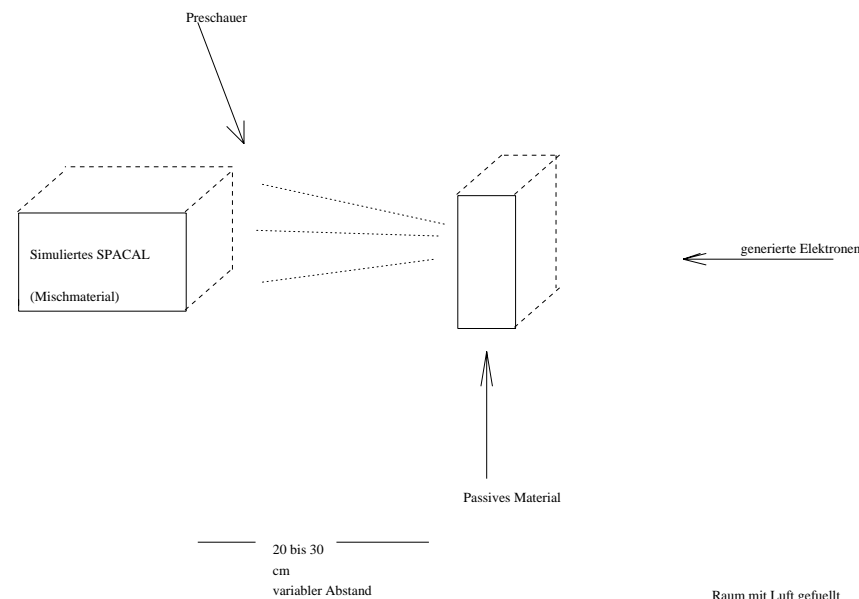 Preschauer
Simuliertes SPACAL
(Mischmaterial)
generierte Elektronen
Passives Material
20 bis 30
cm
variabler Abstand
Raum mit Luft gefuellt